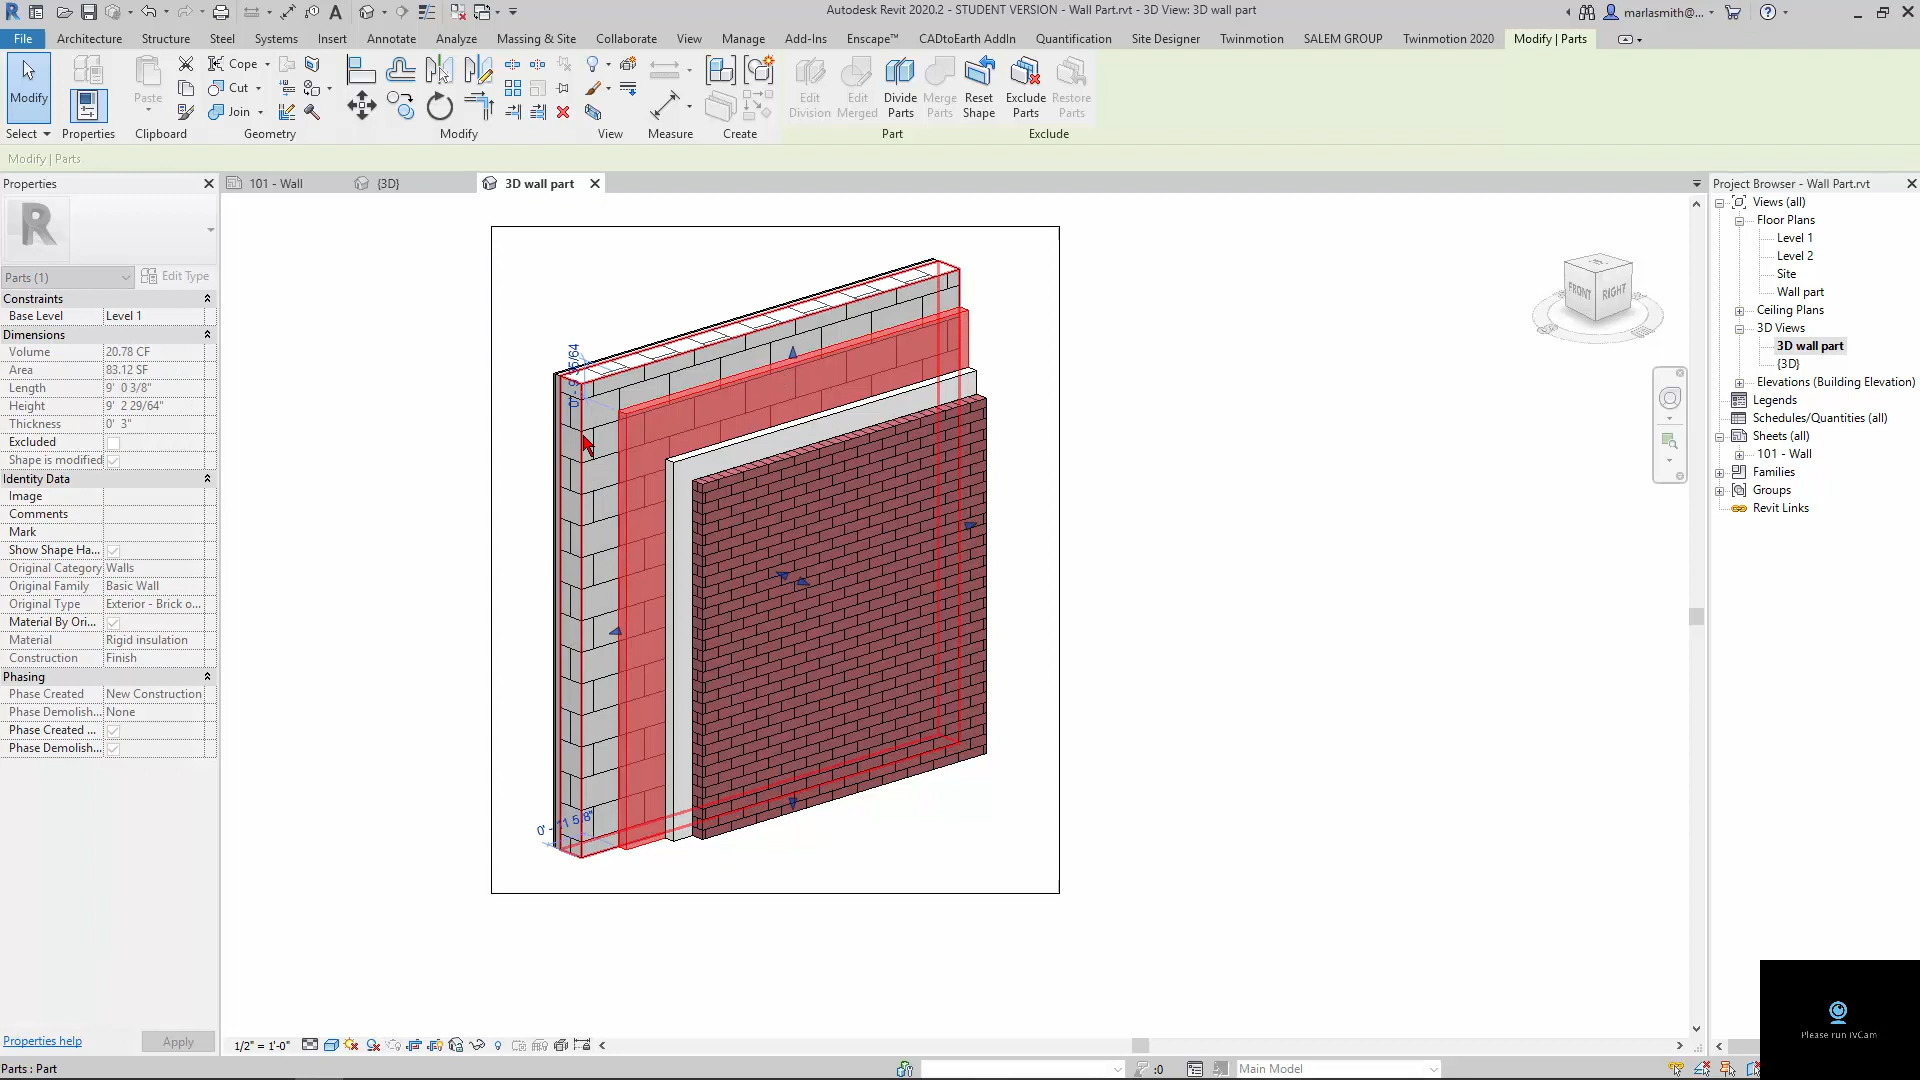 Autodesk Revit 2020.2 - STUDENT VERSION - Wall Part.rvt - 3D View: 3D wall part
marlasmith@...
File Architecture Structure Steel Systems Insert Annotate Analyze Massing & Site Collaborate View Manage Add-Ins Enscape™ CADtoEarth AddIn Quantification Site Designer Twinmotion SALEM GROUP Twinmotion 2020 Modify | Parts
Modify Paste Cope Cut Join Edit Division Edit Merged Divide Parts Merge Parts Reset Shape Exclude Parts Restore Parts
Select Properties Clipboard Geometry Modify View Measure Create Part Exclude
Modify | Parts
Properties
101 - Wall {3D} 3D wall part
Project Browser - Wall Part.rvt
Parts (1) Edit Type
Constraints
Base Level Level 1
Dimensions
Volume 20.78 CF
Area 83.12 SF
Length 9' 0 3/8"
Height 9' 2 29/64"
Thickness 0' 3"
Excluded
Shape is modified
Identity Data
Image
Comments
Mark
Show Shape Ha...
Original Category Walls
Original Family Basic Wall
Original Type Exterior - Brick o...
Material By Ori...
Material Rigid insulation
Construction Finish
Phasing
Phase Created New Construction
Phase Demolish... None
Phase Created ...
Phase Demolish...
Properties help Apply
0' - 11 5/8"
FRONT RIGHT
Views (all)
Floor Plans
Level 1
Level 2
Site
Wall part
Ceiling Plans
3D Views
3D wall part
{3D}
Elevations (Building Elevation)
Legends
Schedules/Quantities (all)
Sheets (all)
101 - Wall
Families
Groups
Revit Links
1/2" = 1'-0"
Please run iVCam
Parts : Part
:0
Main Model